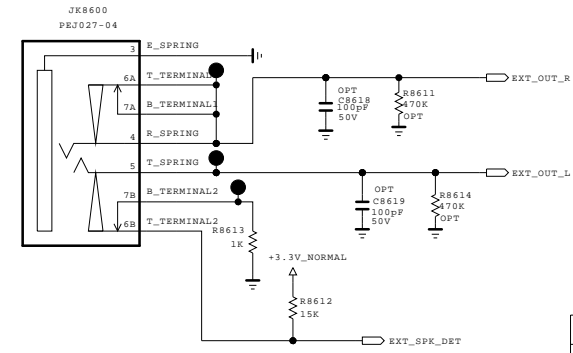 JK8600
PEJ027-04
3
E_SPRING
6A
T_TERMINAL
7A
B_TERMINAL1
4
R_SPRING
5
T_SPRING
7B
B_TERMINAL2
6B
T_TERMINAL2
OPT
C8618
100pF
50V
R8611
470K
OPT
EXT_OUT_R
OPT
C8619
100pF
50V
R8614
470K
OPT
EXT_OUT_L
R8613
1K
+3.3V_NORMAL
R8612
15K
EXT_SPK_DET